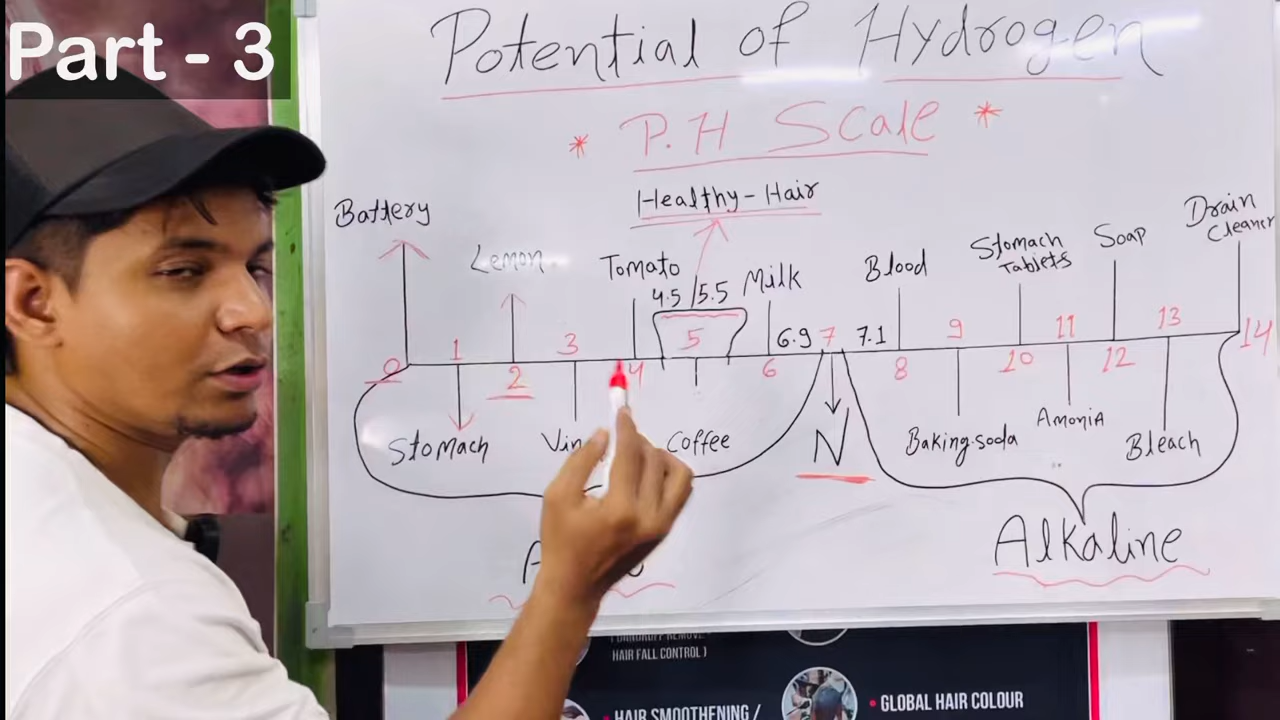 Part - 3
Potential of Hydrogen
* P.H Scale *
Healthy - Hair
Battery
Lemon
Tomato
4.5 / 5.5
Milk
Blood
Stomach Tablets
Soap
Drain Cleaner
0 1 2 3 4 5 6 6.9 7 7.1 8 9 10 11 12 13 14
Stomach
Coffee
N
Baking-soda
Amonia
Bleach
Alkaline
HAIR FALL CONTROL )
• HAIR SMOOTHENING /
• GLOBAL HAIR COLOUR